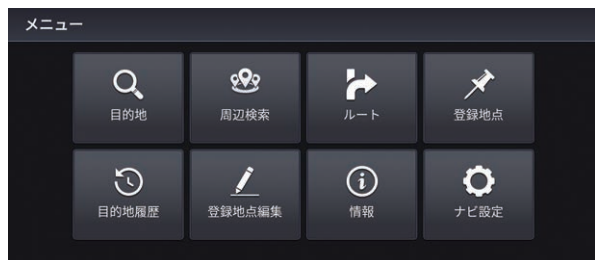 メニュー
目的地
周辺検索
ルート
登録地点
目的地履歴
登録地点編集
情報
ナビ設定